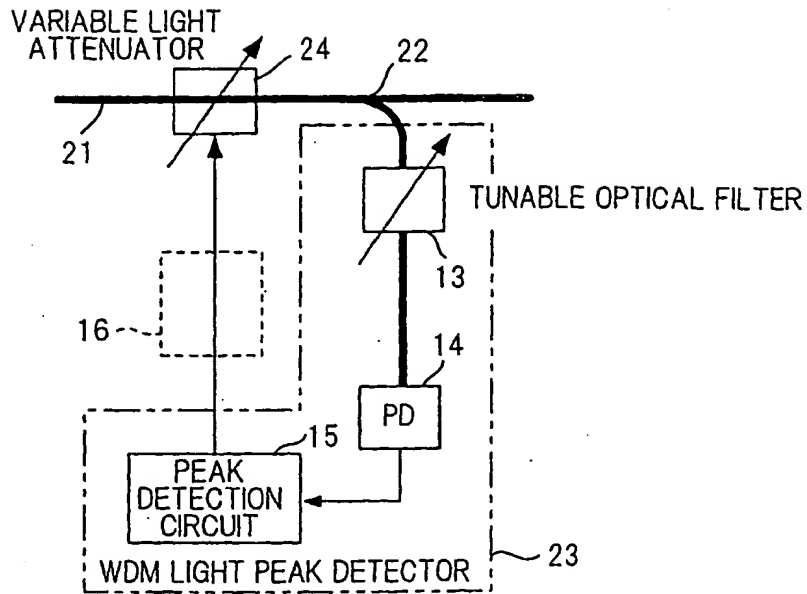 VARIABLE LIGHT
ATTENUATOR
24
22
21
TUNABLE OPTICAL FILTER
13
16
14
PD
15
PEAK
DETECTION
CIRCUIT
23
WDM LIGHT PEAK DETECTOR